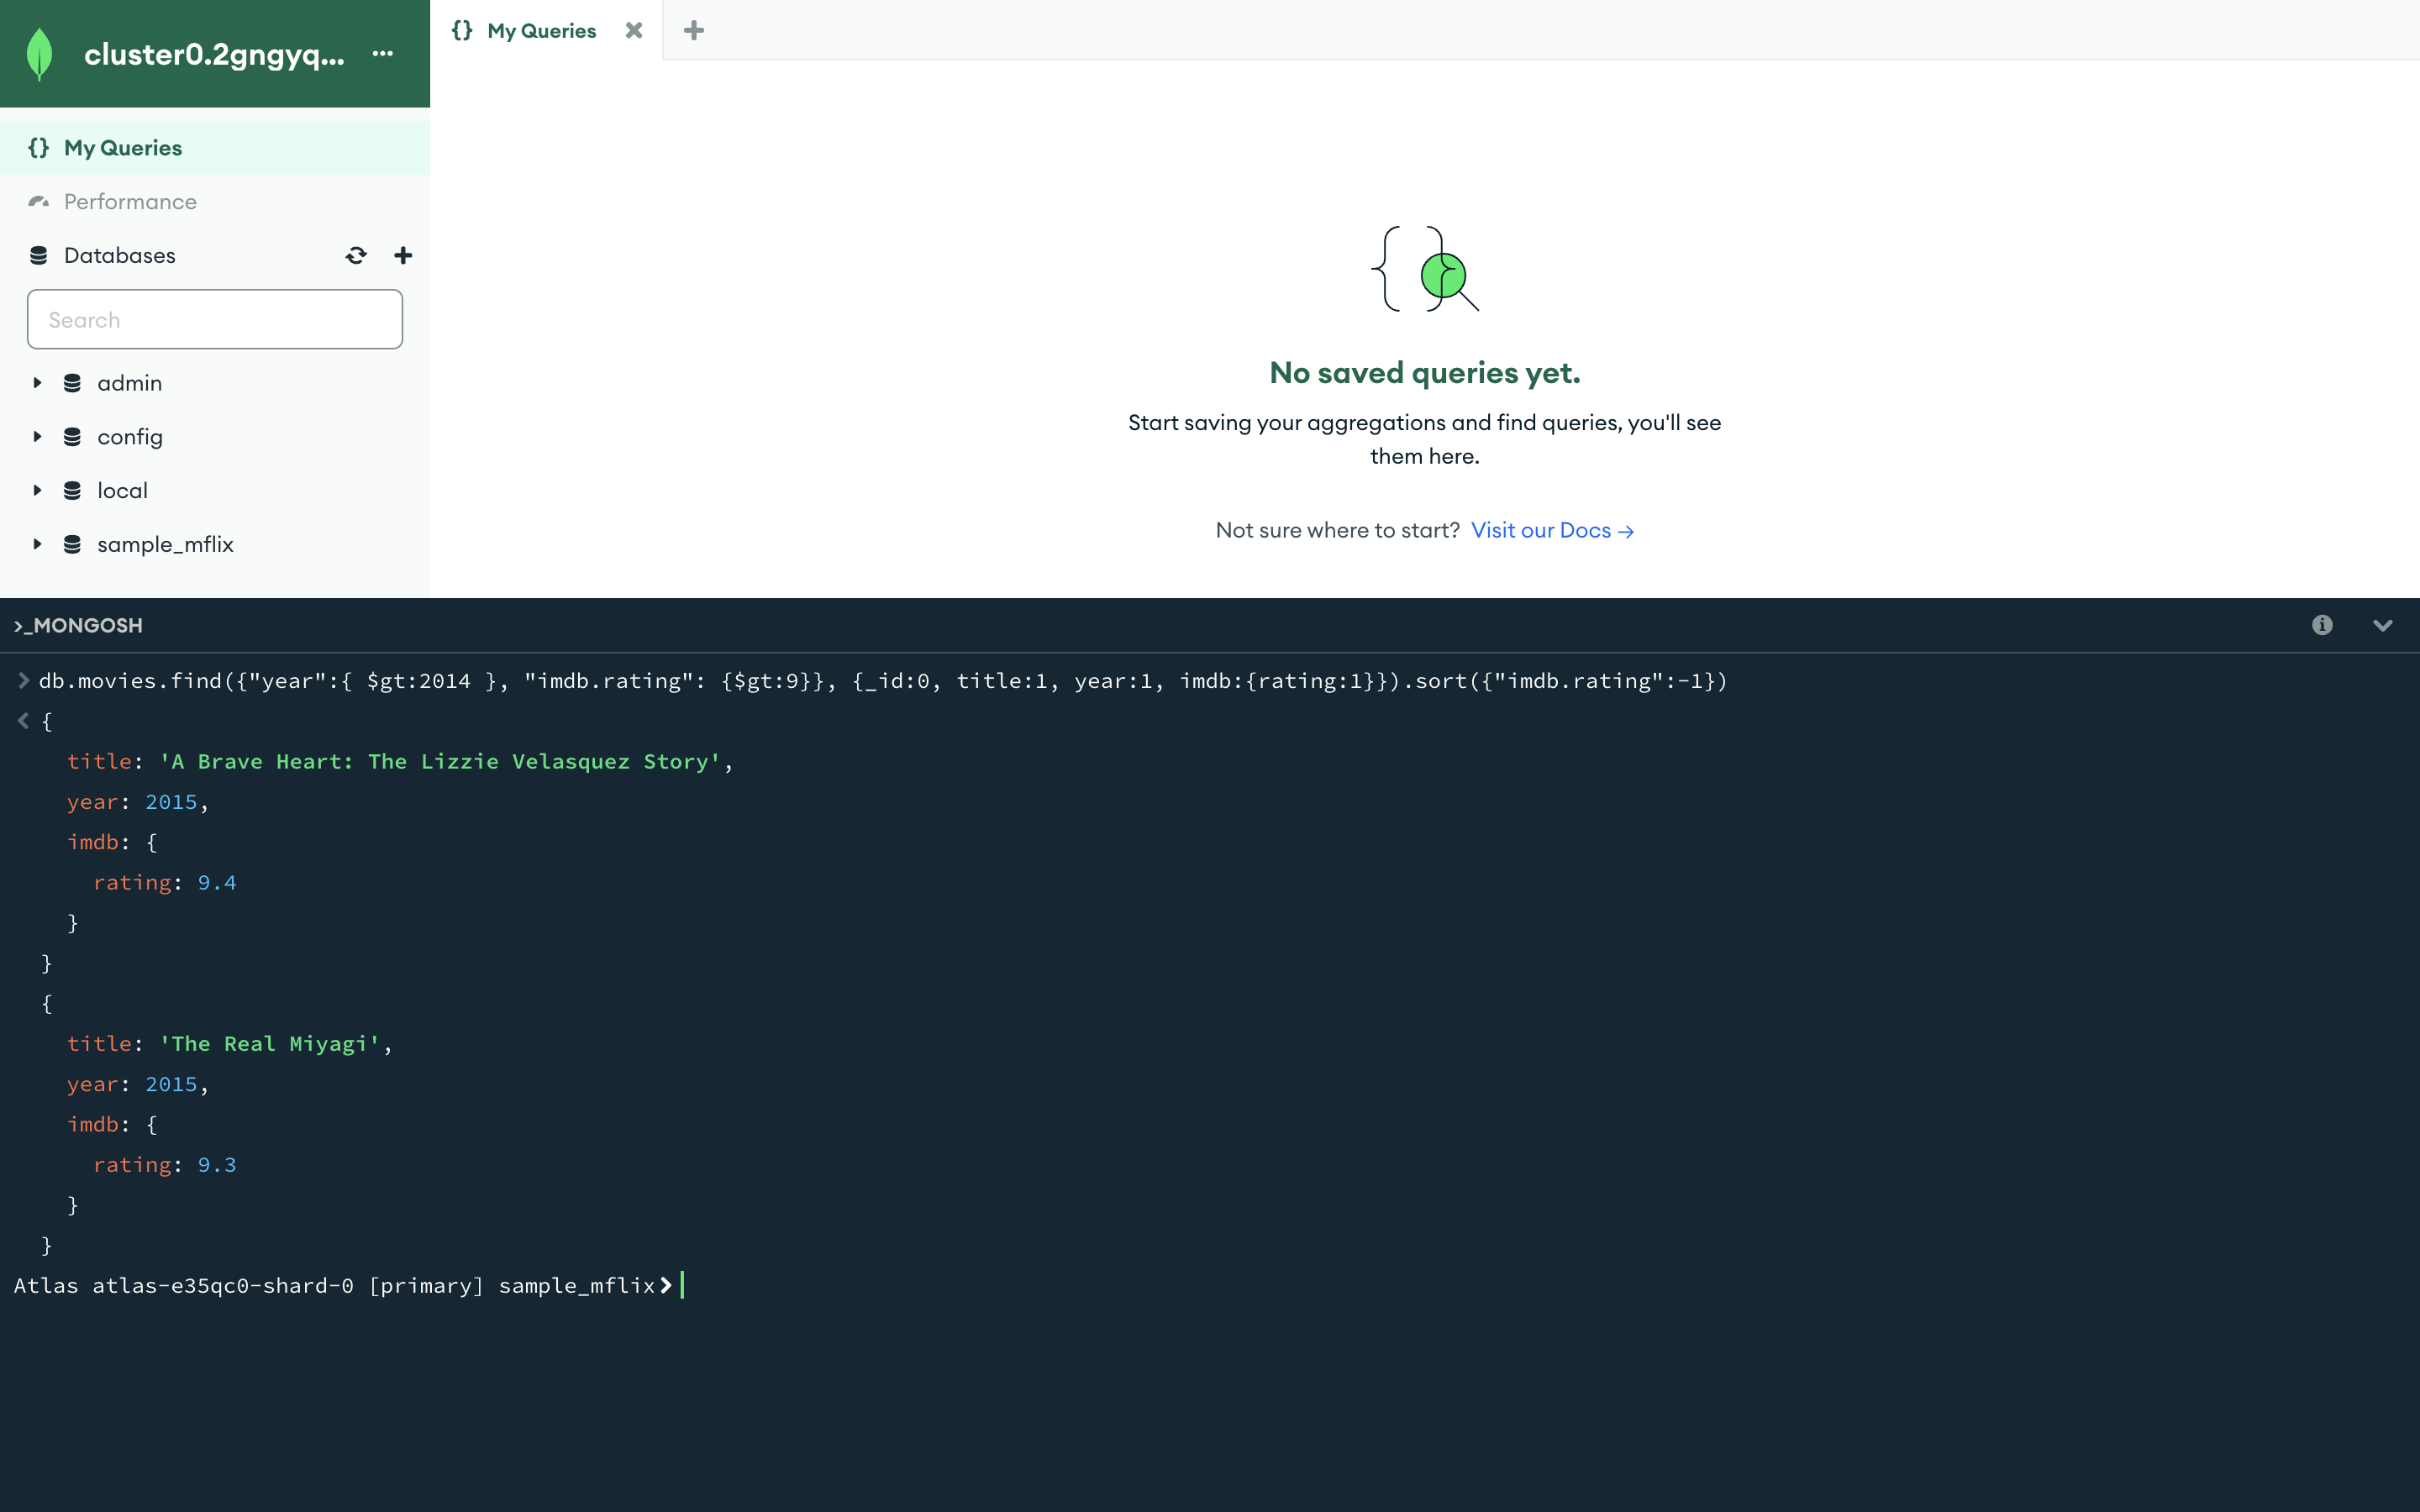 cluster0.2gngyq...
{} My Queries
Performance
Databases
Search
admin
config
local
sample_mflix
{} My Queries
No saved queries yet.
Start saving your aggregations and find queries, you'll see
them here.
Not sure where to start? Visit our Docs →
>_MONGOSH
> db.movies.find({"year":{ $gt:2014 }, "imdb.rating": {$gt:9}}, {_id:0, title:1, year:1, imdb:{rating:1}}).sort({"imdb.rating":-1})
< {
title: 'A Brave Heart: The Lizzie Velasquez Story',
year: 2015,
imdb: {
rating: 9.4
}
}
{
title: 'The Real Miyagi',
year: 2015,
imdb: {
rating: 9.3
}
}
Atlas atlas-e35qc0-shard-0 [primary] sample_mflix>